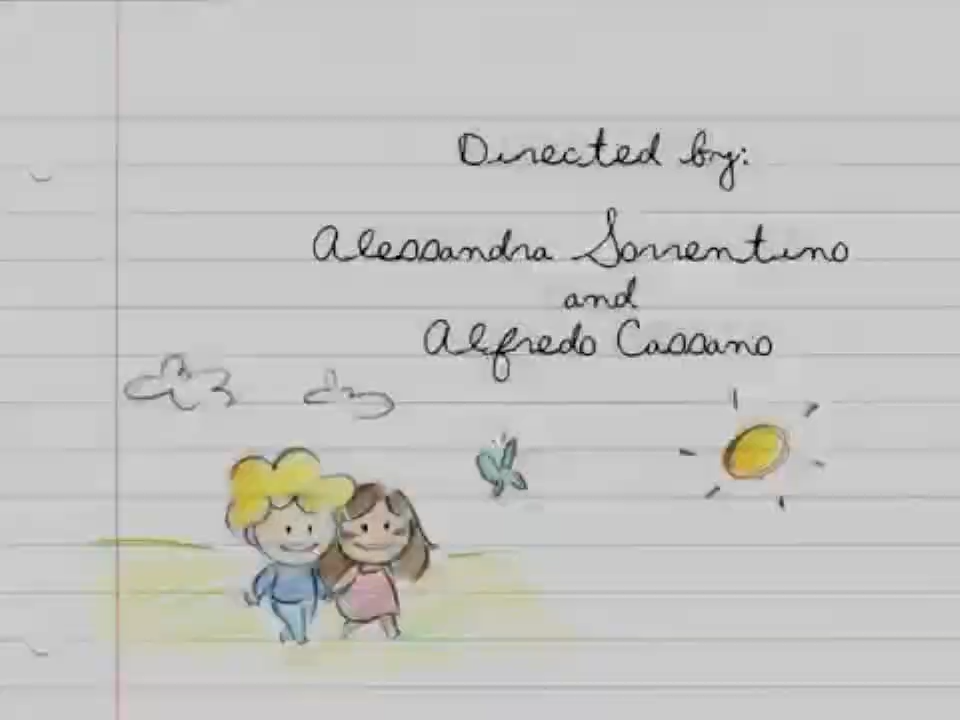 Directed by:
Alessandra Sorrentino
and
Alfredo Cassano